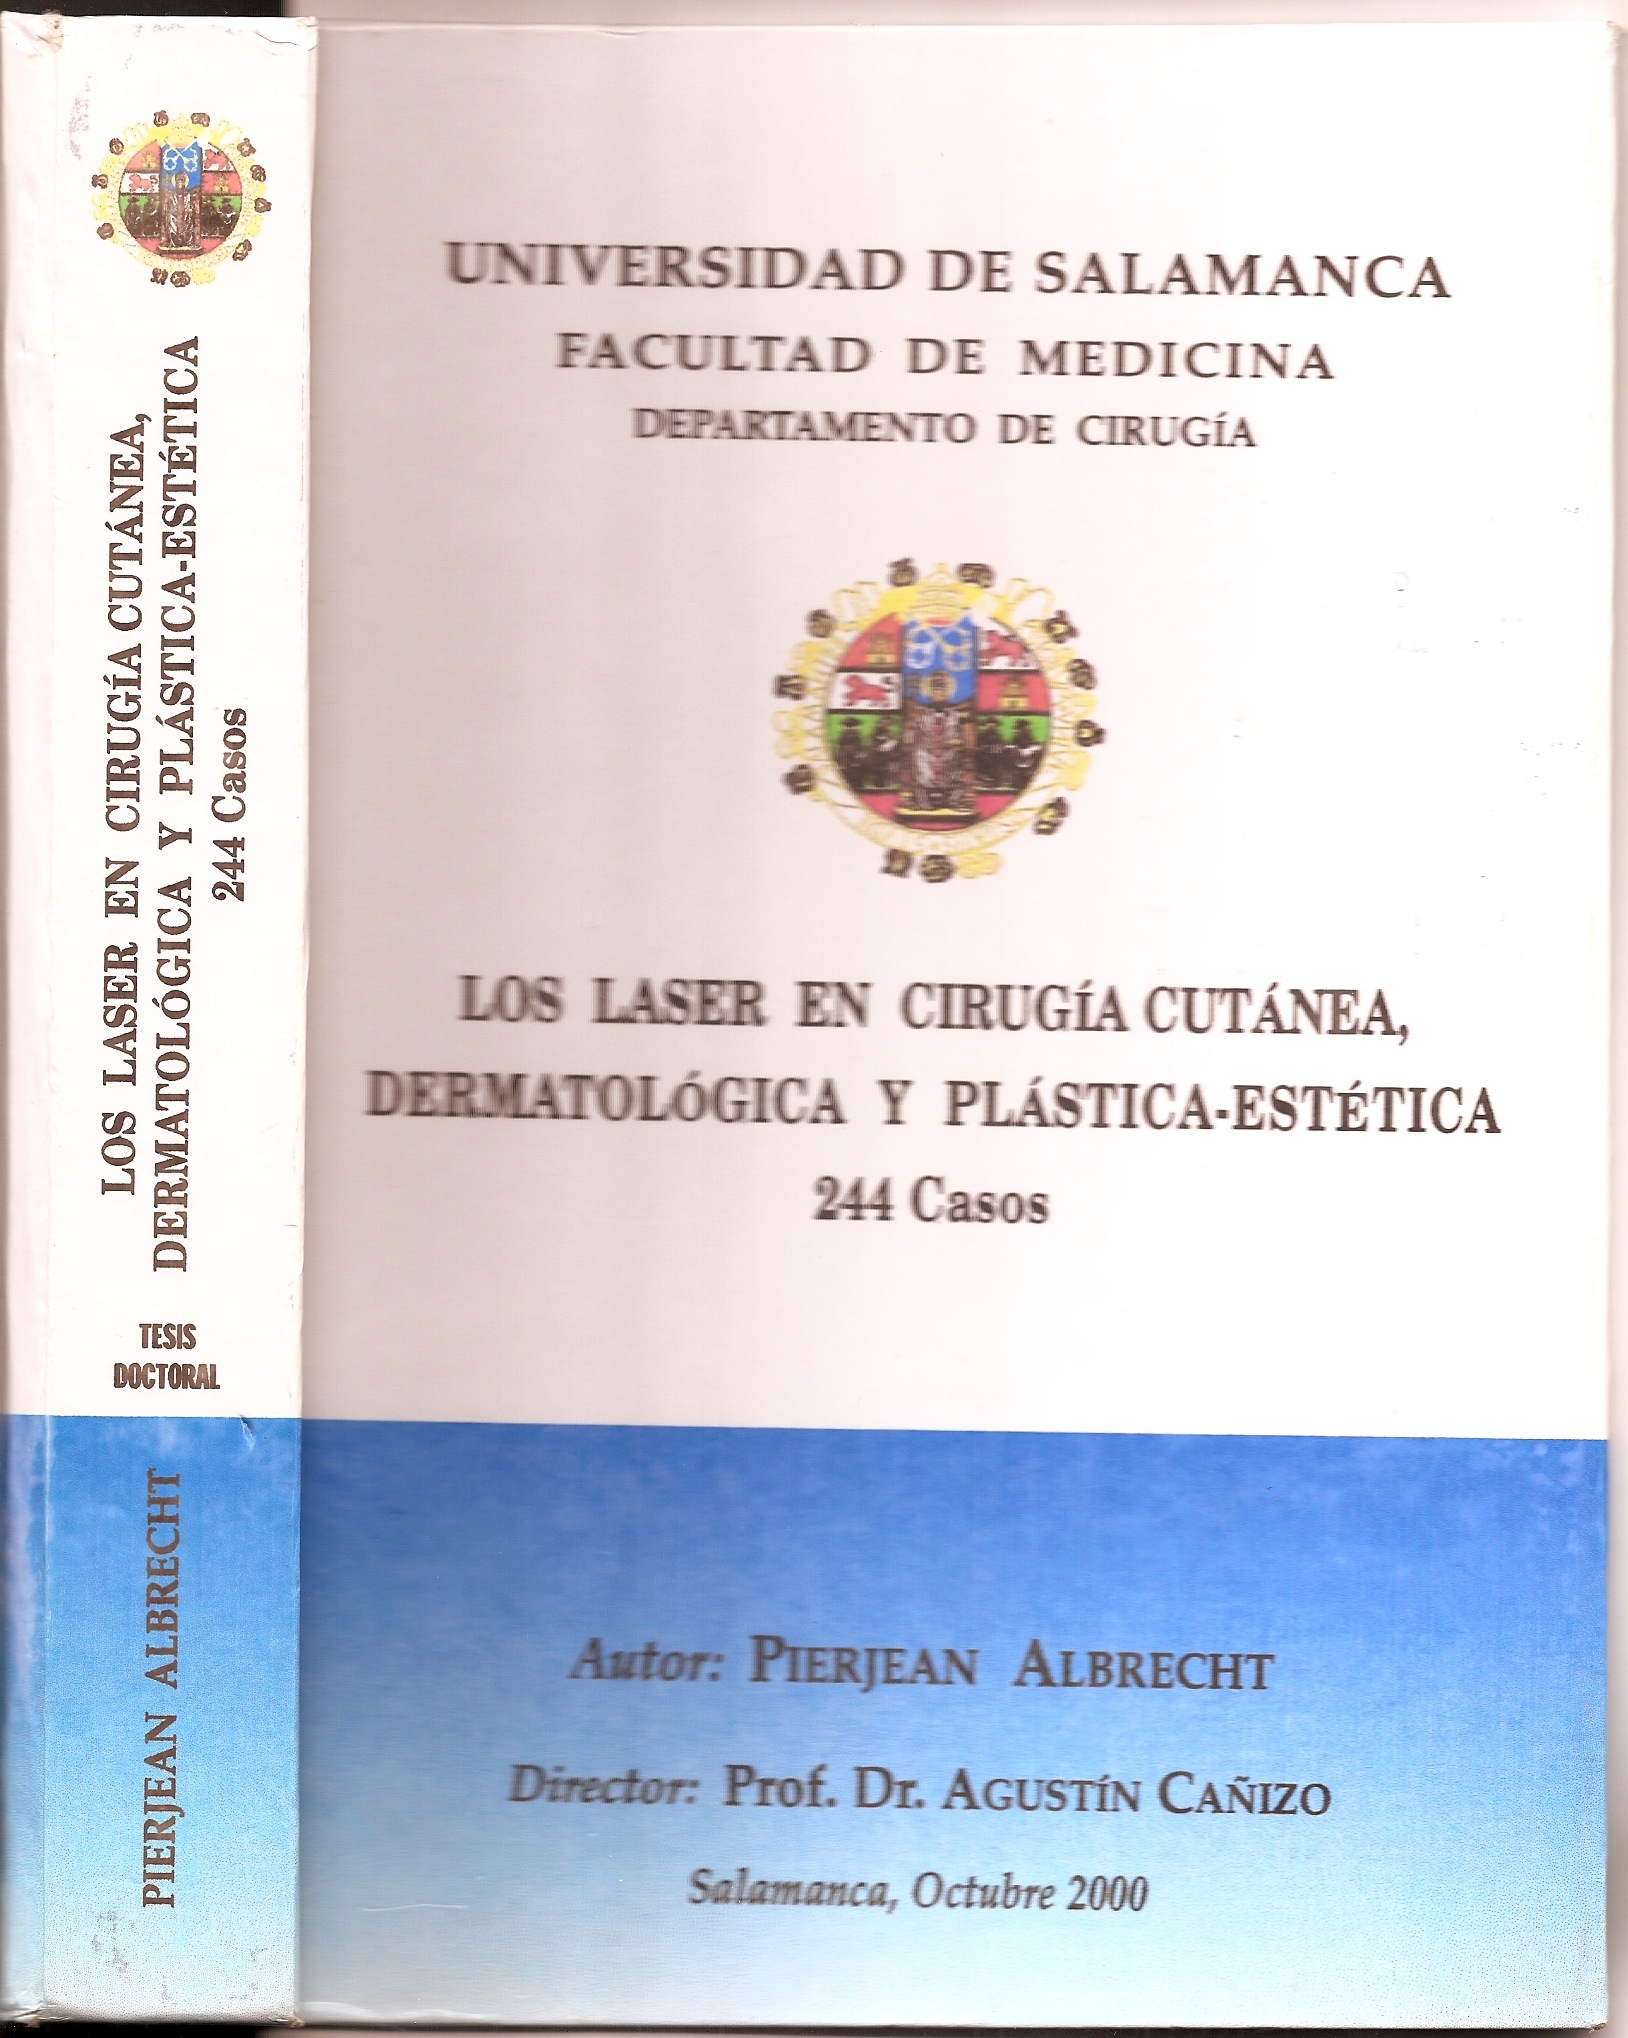 LOS LASER EN CIRUGÍA CUTÁNEA,
DERMATOLÓGICA Y PLÁSTICA-ESTÉTICA
244 Casos
TESIS
DOCTORAL
PIERJEAN ALBRECHT
UNIVERSIDAD DE SALAMANCA
FACULTAD DE MEDICINA
DEPARTAMENTO DE CIRUGÍA
LOS LASER EN CIRUGÍA CUTÁNEA,
DERMATOLÓGICA Y PLÁSTICA-ESTÉTICA
244 Casos
Autor: PIERJEAN ALBRECHT
Director: Prof. Dr. AGUSTÍN CAÑIZO
Salamanca, Octubre 2000